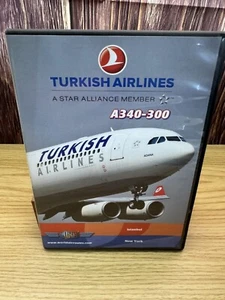 TURKISH AIRLINES
A STAR ALLIANCE MEMBER
A340-300
TURKISH
AIRLINES
Istanbul
New York